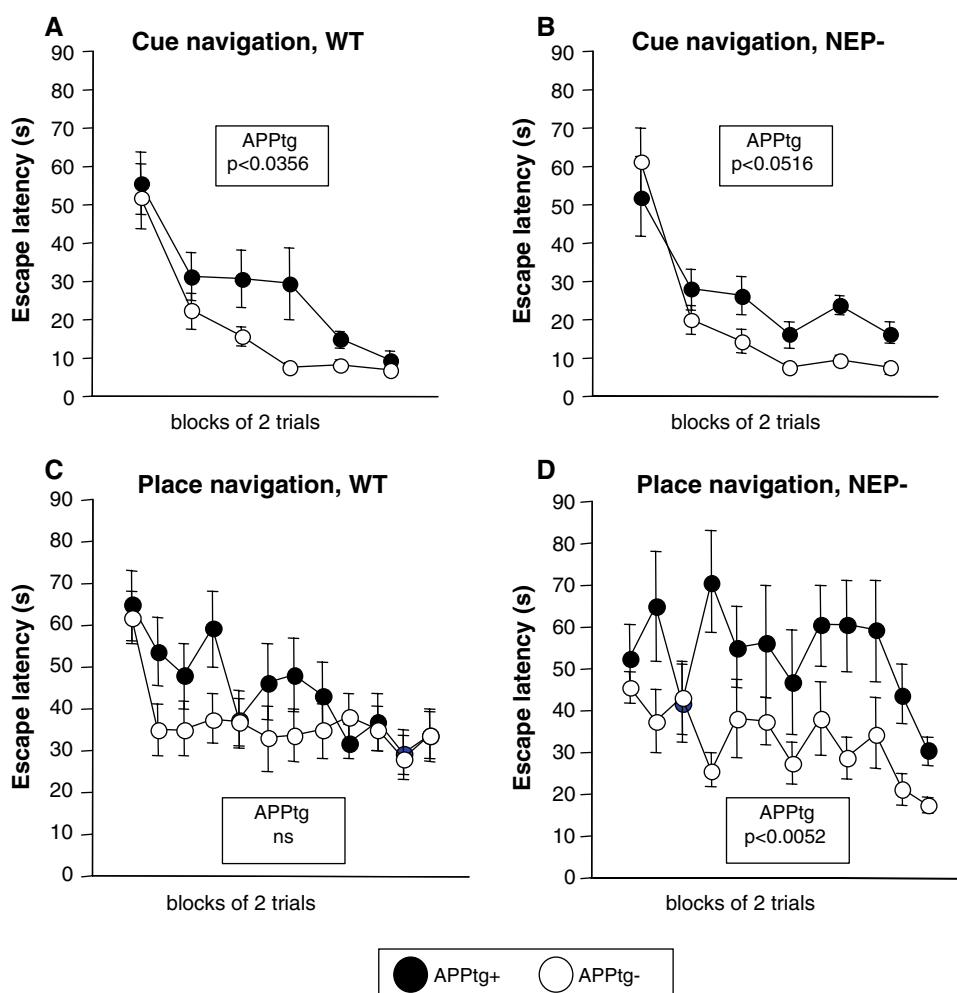 A
Cue navigation, WT
90
80
70
60
50
40
30
20
10
0
Escape latency (s)
APPtg
p<0.0356
blocks of 2 trials
B
Cue navigation, NEP-
90
80
70
60
50
40
30
20
10
0
Escape latency (s)
APPtg
p<0.0516
blocks of 2 trials
C
Place navigation, WT
90
80
70
60
50
40
30
20
10
0
Escape latency (s)
APPtg
ns
blocks of 2 trials
D
Place navigation, NEP-
90
80
70
60
50
40
30
20
10
0
Escape latency (s)
APPtg
p<0.0052
blocks of 2 trials
APPtg+ APPtg-